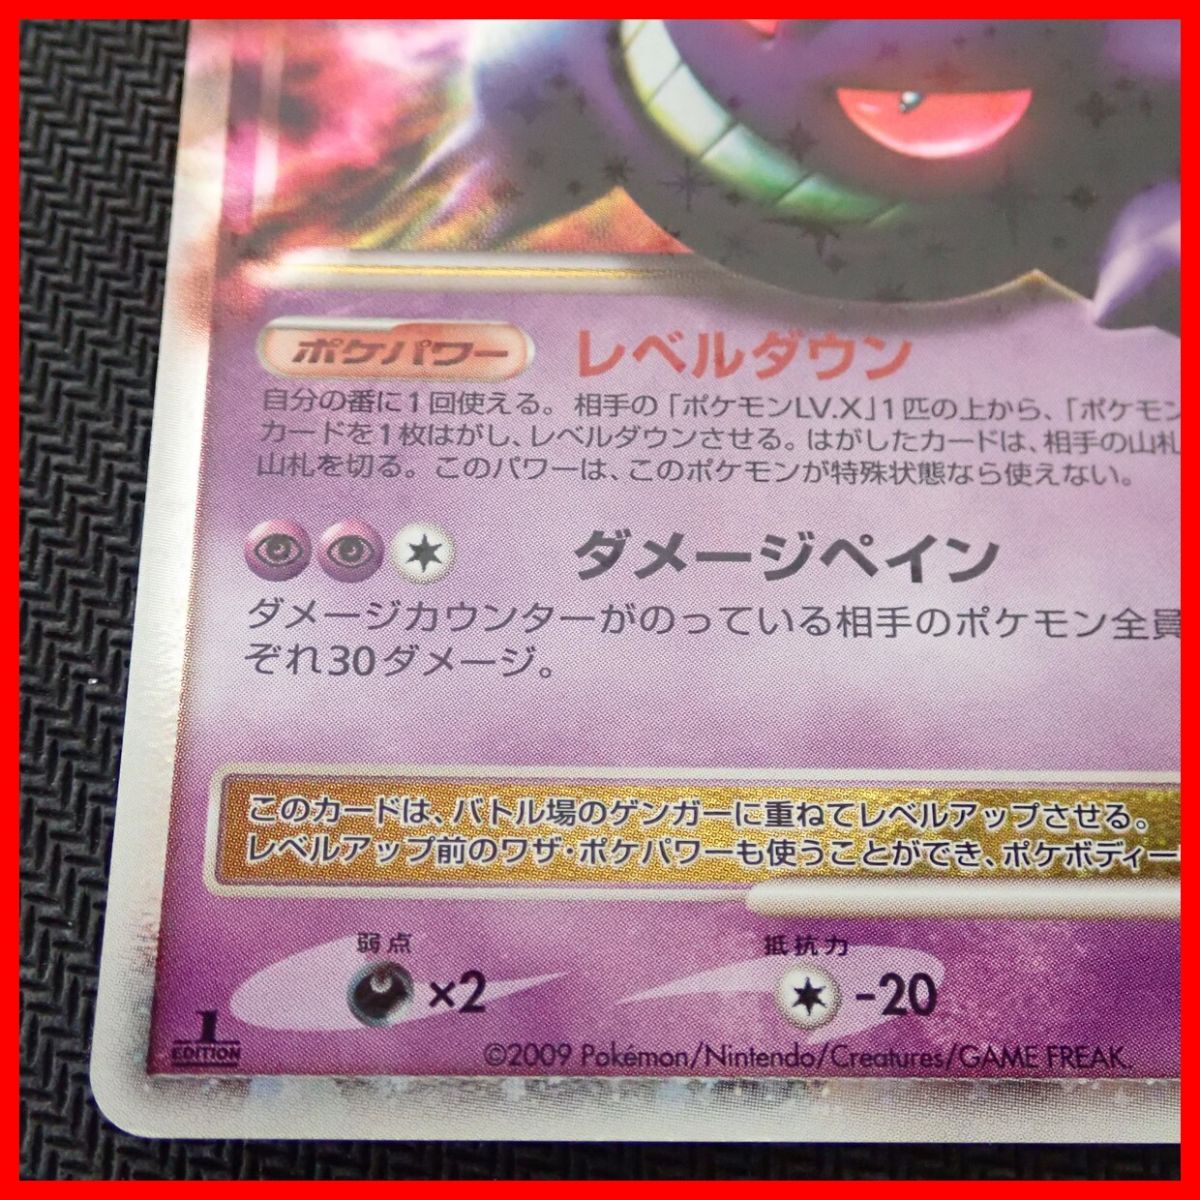 ポケパワー レベルダウン
自分の番に1回使える。相手の「ポケモンLV.X」1匹の上から、「ポケモン
カードを1枚はがし、レベルダウンさせる。はがしたカードは、相手の山札
山札を切る。このパワーは、このポケモンが特殊状態なら使えない。
ダメージペイン
ダメージカウンターがのっている相手のポケモン全員
ぞれ30ダメージ。
このカードは、バトル場のゲンガーに重ねてレベルアップさせる。
レベルアップ前のワザ・ポケパワーも使うことができ、ポケボディー
弱点 抵抗力
×2 -20
1 EDITION
©2009 Pokémon/Nintendo/Creatures/GAME FREAK.